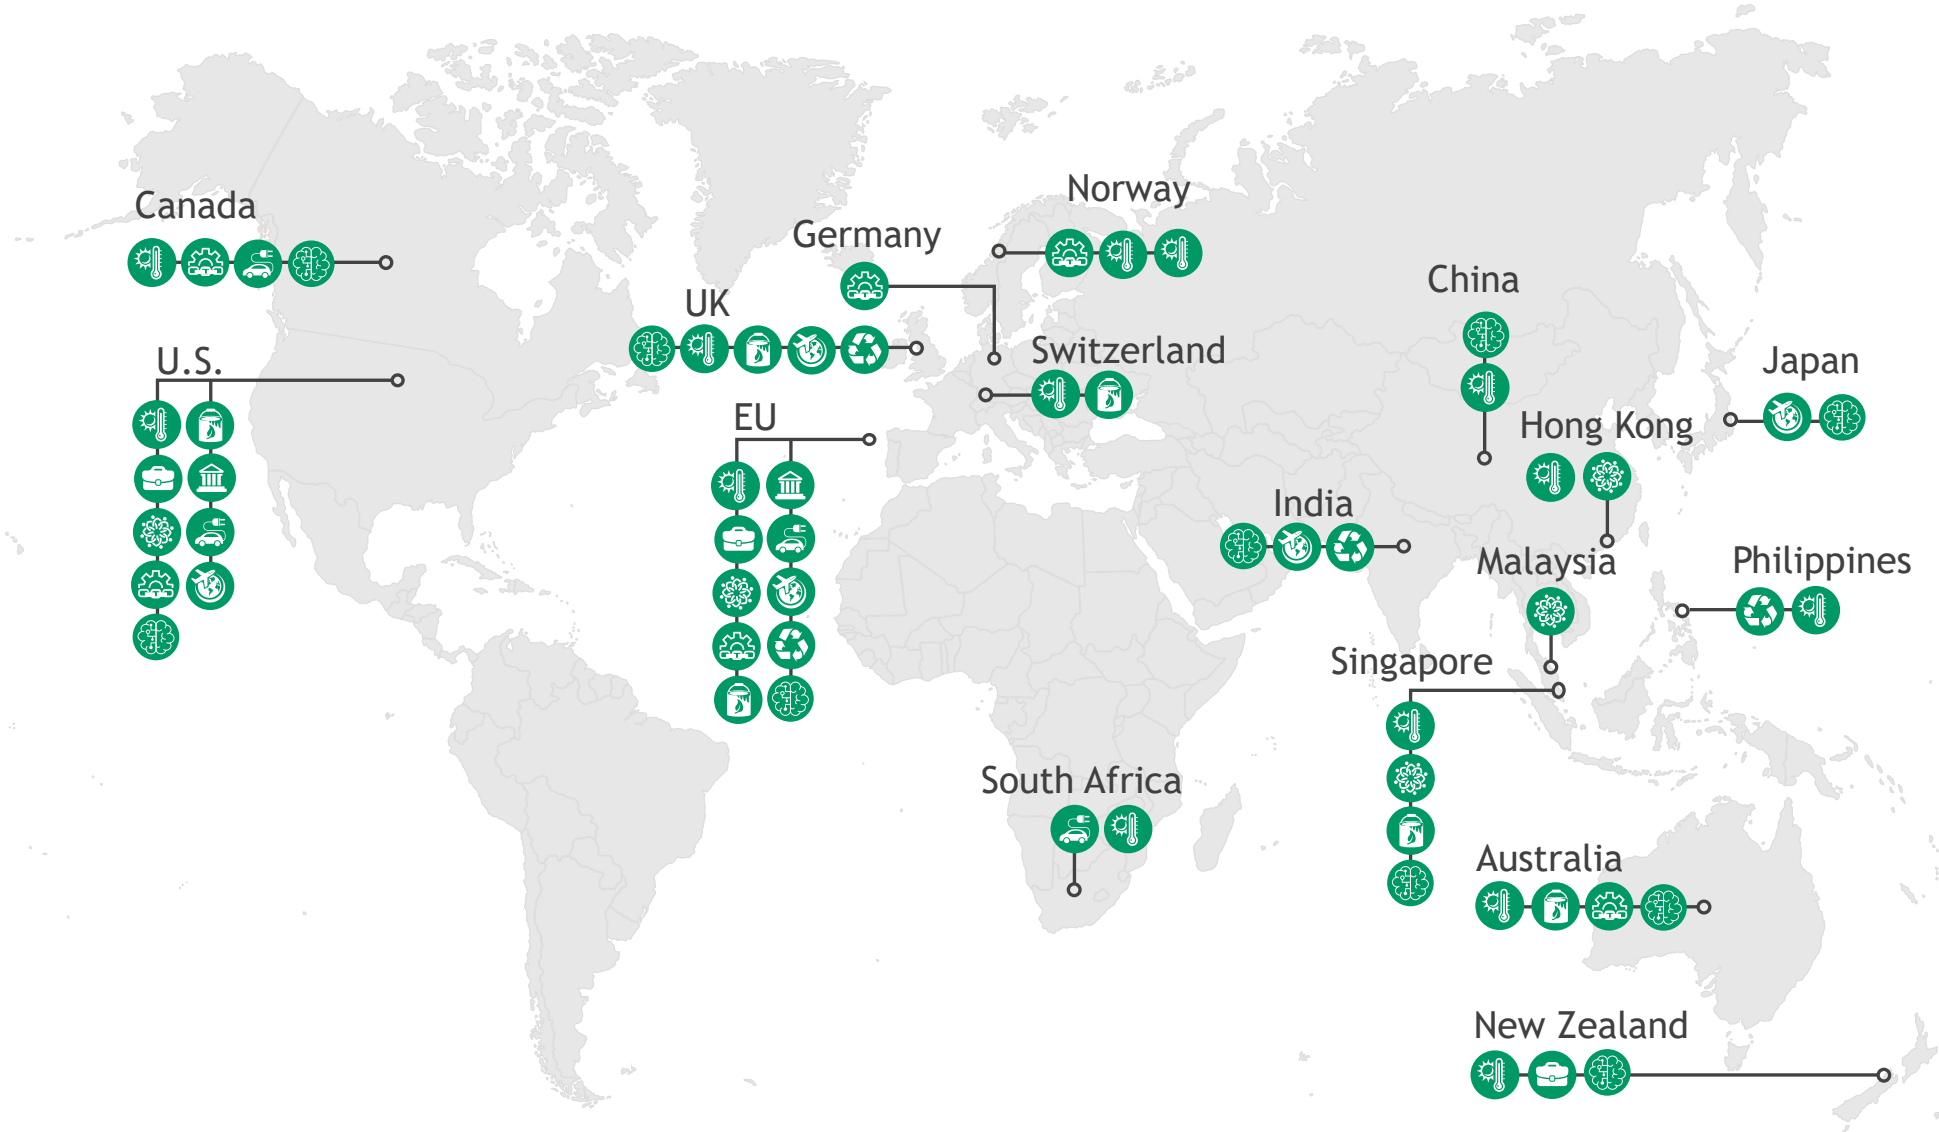 Norway
Canada
Germany
China
UK
Switzerland
U.S.
Japan
EU
Hong Kong
India
Malaysia
Philippines
Singapore
South Africa
Australia
New Zealand